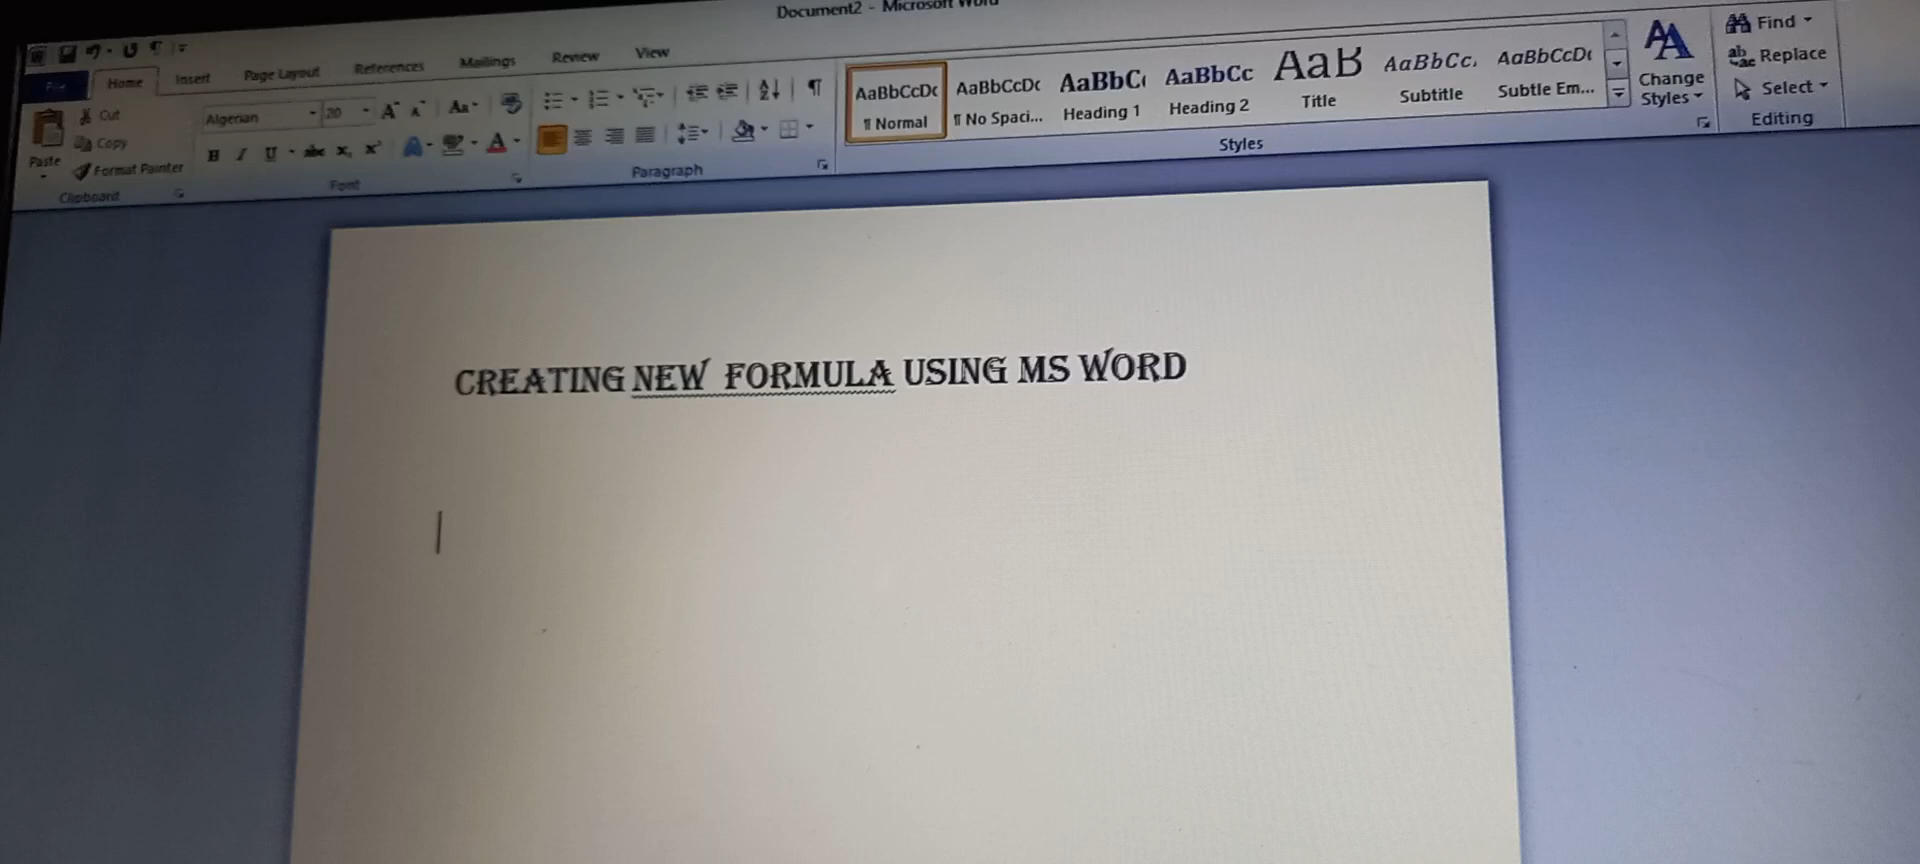 Document2 - Microsoft Word
File Home Insert Page Layout References Mailings Review View
Paste
Cut
Copy
Format Painter
Clipboard
Algerian 20
Font
Paragraph
AaBbCcDc AaBbCcDc AaBbC AaBbCc AaB AaBbCc. AaBbCcDc
¶ Normal ¶ No Spaci... Heading 1 Heading 2 Title Subtitle Subtle Em...
Styles
Change Styles
Find
Replace
Select
Editing
CREATING NEW FORMULA USING MS WORD